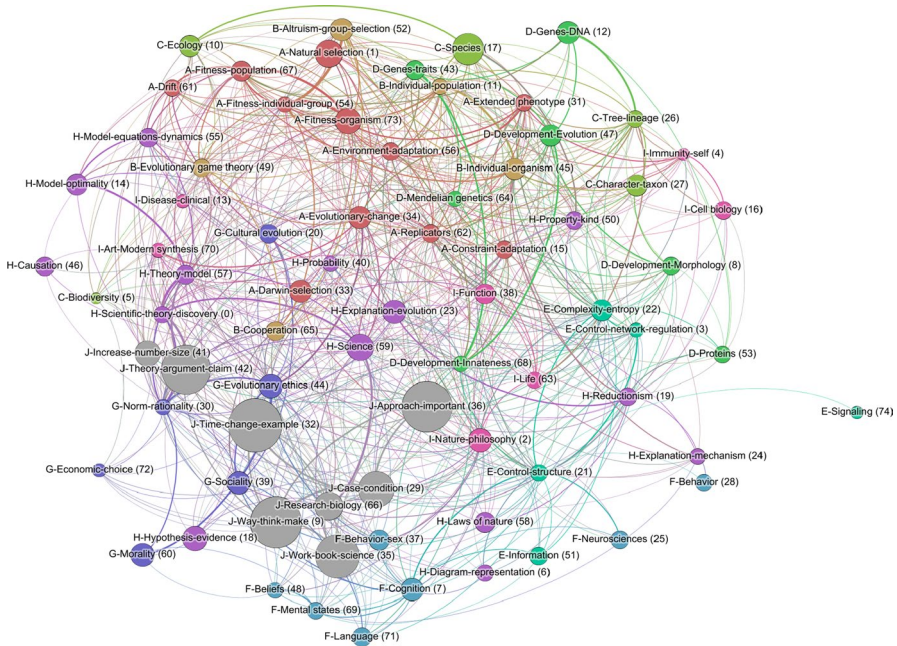 B-Altruism-group-selection (52)
D-Genes-DNA (12)
C-Ecology (10)
A-Natural selection (1)
C-Species (17)
A-Fitness-population (67)
D-Genes-traits (43)
A-Drift (61)
B-Individual-population (11)
A-Fitness-individual-group (54)
A-Extended phenotype (31)
A-Fitness-organism (73)
C-Tree-lineage (26)
H-Model-equations-dynamics (55)
D-Development-Evolution (47)
A-Environment-adaptation (56)
I-Immunity-self (4)
B-Evolutionary game theory (49)
B-Individual-organism (45)
H-Model-optimality (14)
C-Character-taxon (27)
I-Disease-clinical (13)
D-Mendelian genetics (64)
I-Cell biology (16)
A-Evolutionary-change (34)
H-Property-kind (50)
G-Cultural evolution (20)
A-Replicators (62)
I-Art-Modern synthesis (70)
A-Constraint-adaptation (15)
H-Causation (46)
H-Probability (40)
D-Development-Morphology (8)
H-Theory-model (57)
A-Darwin-selection (33)
I-Function (38)
C-Biodiversity (5)
H-Scientific-theory-discovery (0)
H-Explanation-evolution (23)
E-Complexity-entropy (22)
B-Cooperation (65)
E-Control-network-regulation (3)
H-Science (59)
J-Increase-number-size (41)
D-Proteins (53)
J-Theory-argument-claim (42)
D-Development-Innateness (68)
G-Evolutionary ethics (44)
I-Life (63)
H-Reductionism (19)
G-Norm-rationality (30)
J-Approach-important (36)
E-Signaling (74)
J-Time-change-example (32)
I-Nature-philosophy (2)
H-Explanation-mechanism (24)
G-Economic-choice (72)
E-Control-structure (21)
G-Sociality (39)
F-Behavior (28)
J-Case-condition (29)
J-Research-biology (66)
J-Way-think-make (9)
H-Laws of nature (58)
H-Hypothesis-evidence (18)
F-Behavior-sex (37)
F-Neurosciences (25)
G-Morality (60)
J-Work-book-science (35)
E-Information (51)
H-Diagram-representation (6)
F-Beliefs (48)
F-Cognition (7)
F-Mental states (69)
F-Language (71)